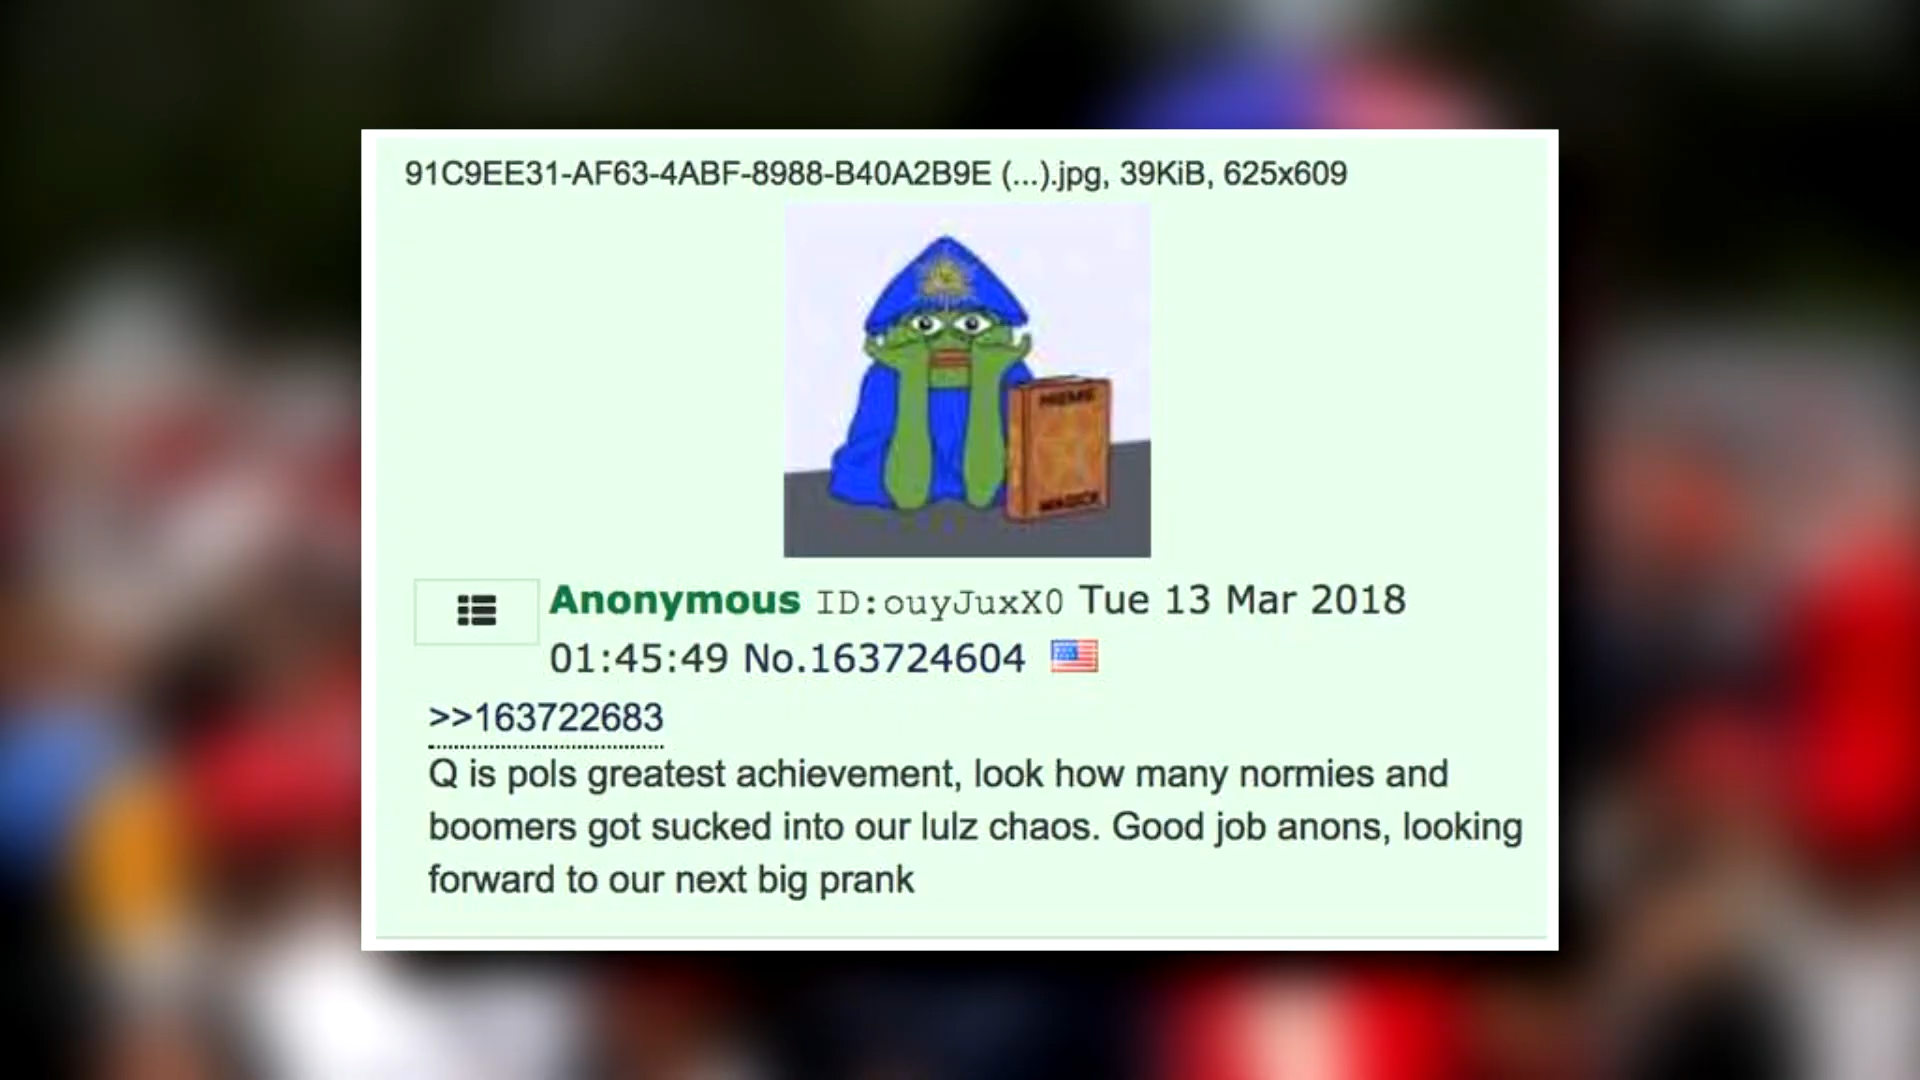 91C9EE31-AF63-4ABF-8988-B40A2B9E (...).jpg, 39KiB, 625x609
MEME
MAGICK
Anonymous ID:ouyJuxX0 Tue 13 Mar 2018
01:45:49 No.163724604
>>163722683
Q is pols greatest achievement, look how many normies and
boomers got sucked into our lulz chaos. Good job anons, looking
forward to our next big prank